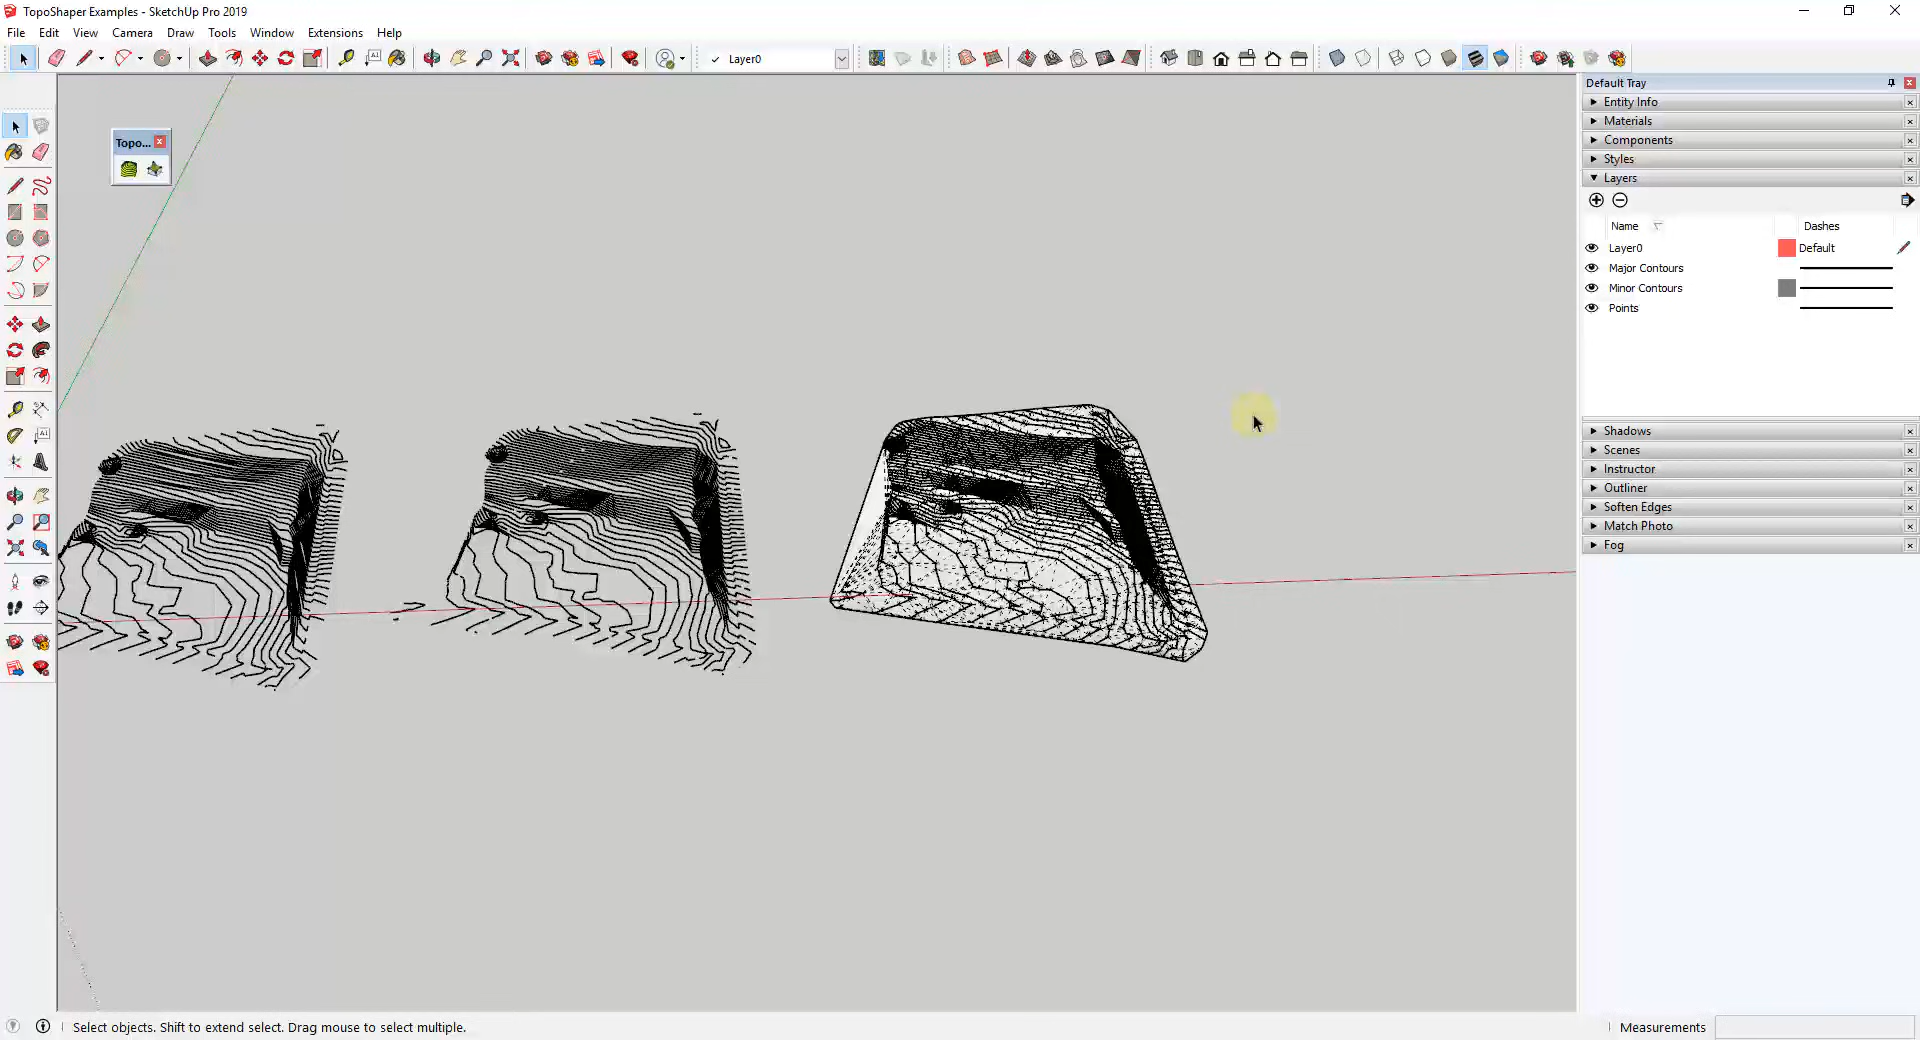 TopoShaper Examples - SketchUp Pro 2019
File Edit View Camera Draw Tools Window Extensions Help
Layer0
Default Tray
Entity Info
Materials
Components
Styles
Layers
Name Dashes
Layer0 Default
Major Contours
Minor Contours
Points
Shadows
Scenes
Instructor
Outliner
Soften Edges
Match Photo
Fog
Topo...
Select objects. Shift to extend select. Drag mouse to select multiple.
Measurements